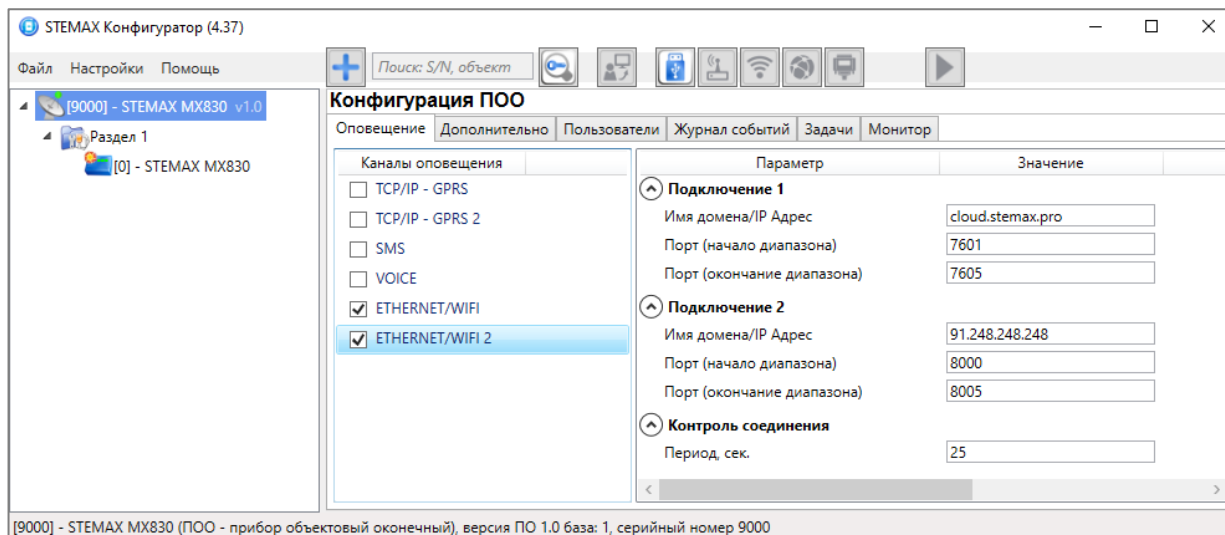 STEMAX Конфигуратор (4.37)
Файл Настройки Помощь
Поиск: S/N, объект
[9000] - STEMAX MX830 v1.0
Раздел 1
[0] - STEMAX MX830
Конфигурация ПОО
Оповещение Дополнительно Пользователи Журнал событий Задачи Монитор
Каналы оповещения
TCP/IP - GPRS
TCP/IP - GPRS 2
SMS
VOICE
ETHERNET/WIFI
ETHERNET/WIFI 2
Параметр Значение
Подключение 1
Имя домена/IP Адрес cloud.stemax.pro
Порт (начало диапазона) 7601
Порт (окончание диапазона) 7605
Подключение 2
Имя домена/IP Адрес 91.248.248.248
Порт (начало диапазона) 8000
Порт (окончание диапазона) 8005
Контроль соединения
Период, сек. 25
[9000] - STEMAX MX830 (ПОО - прибор объектовый оконечный), версия ПО 1.0 база: 1, серийный номер 9000